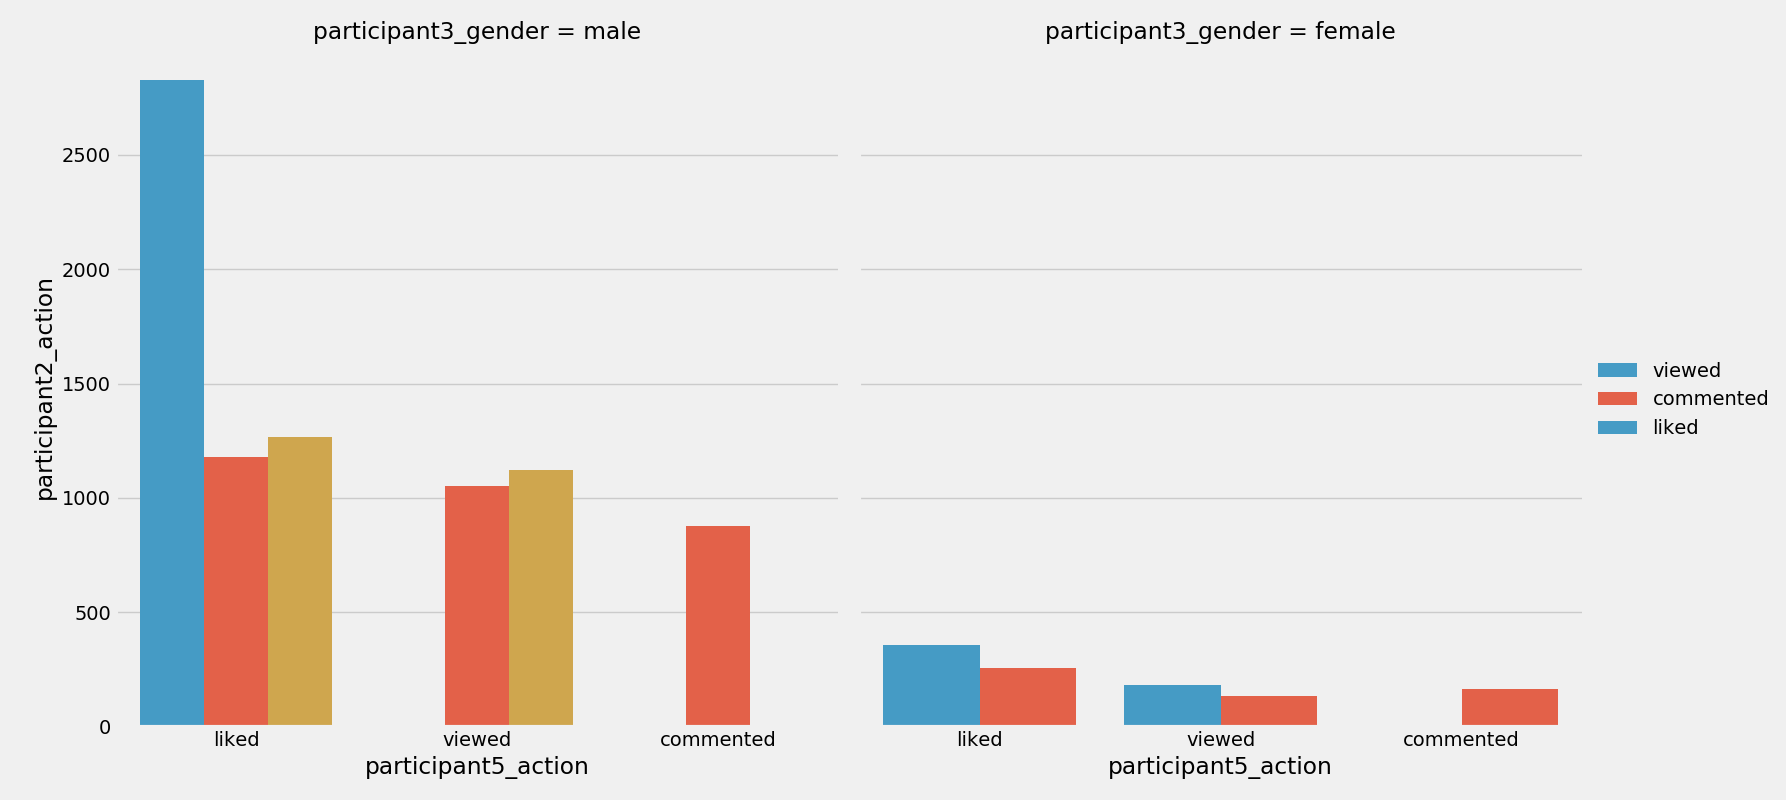 participant3_gender = male
participant3_gender = female
participant2_action
2500
2000
1500
1000
500
0
liked
viewed
commented
participant5_action
liked
viewed
commented
participant5_action
viewed
commented
liked